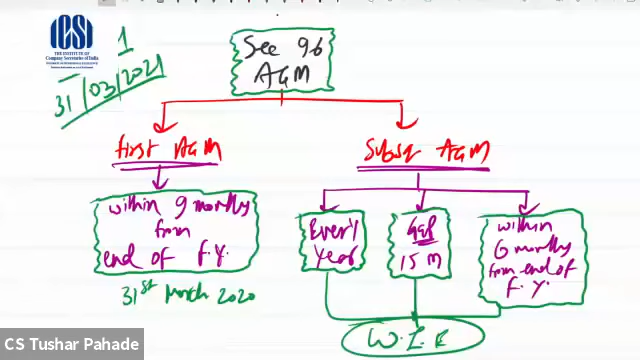 ICSI
THE INSTITUTE OF
Company Secretaries of India
1
31/03/2021
See 96
AGM
first AGM
Subsq AGM
within 9 months
from
end of F.Y.
31st March 2020
Every
Year
Gap
15 M
within
6 months
from end of
F.Y.
W.I.E
CS Tushar Pahade